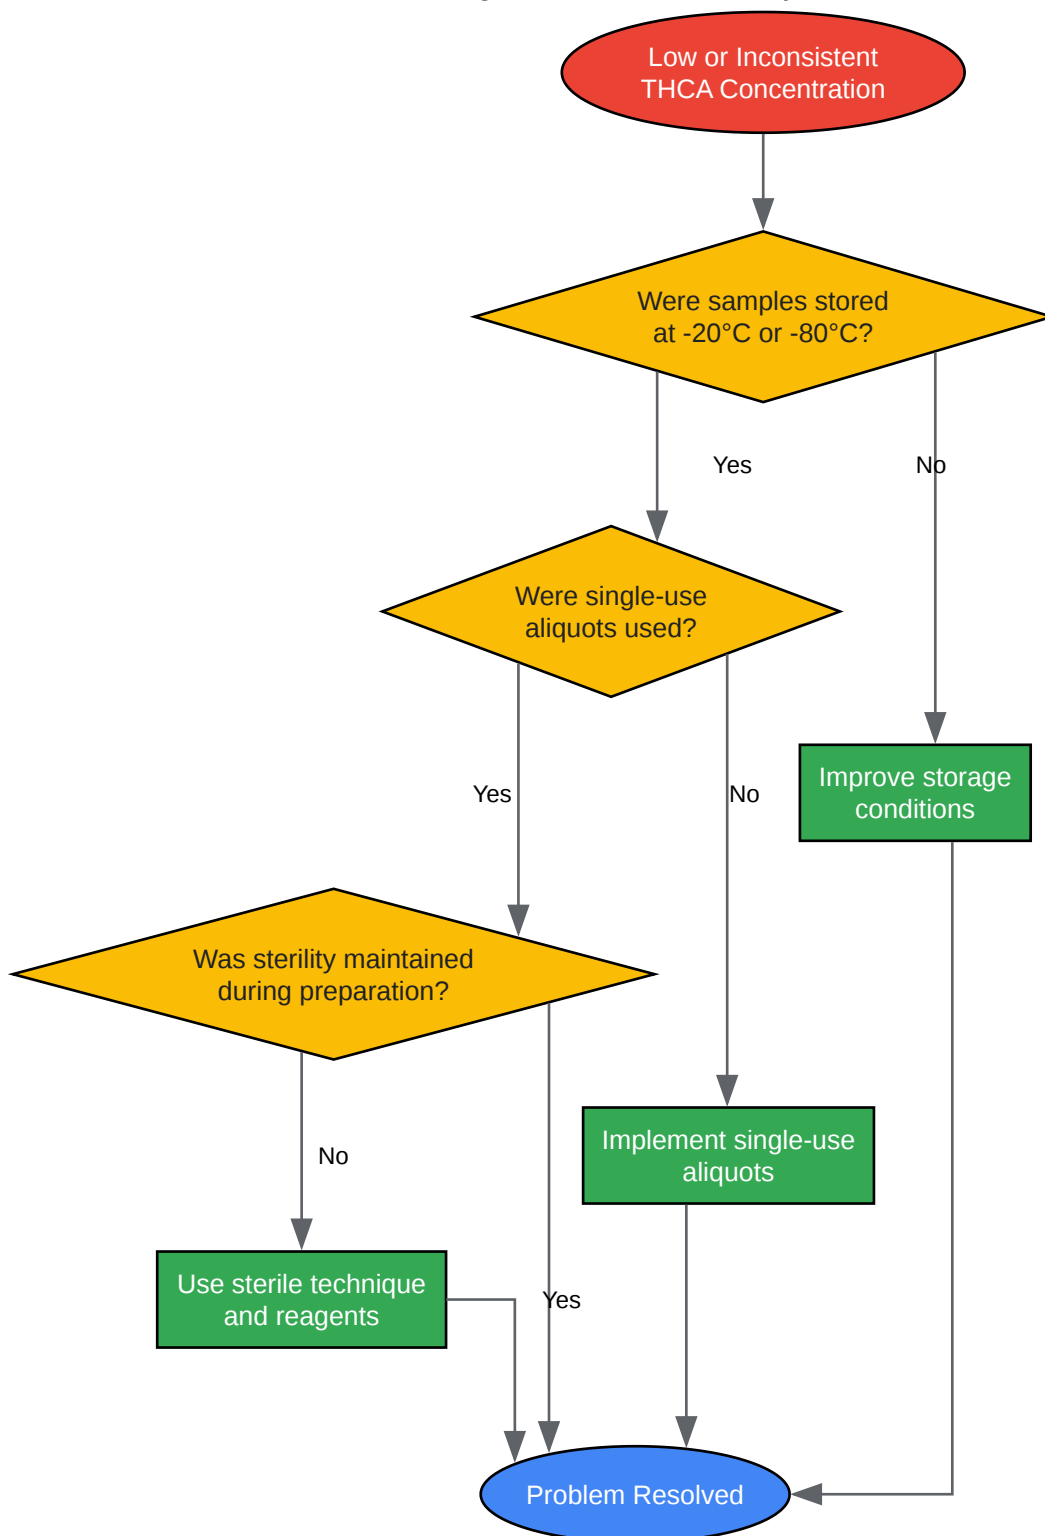 Low or Inconsistent
THCA Concentration
Were samples stored
at -20°C or -80°C?
Yes
No
Were single-use
aliquots used?
Improve storage
conditions
Yes
No
Was sterility maintained
during preparation?
Implement single-use
aliquots
No
Use sterile technique
and reagents
Yes
Problem Resolved